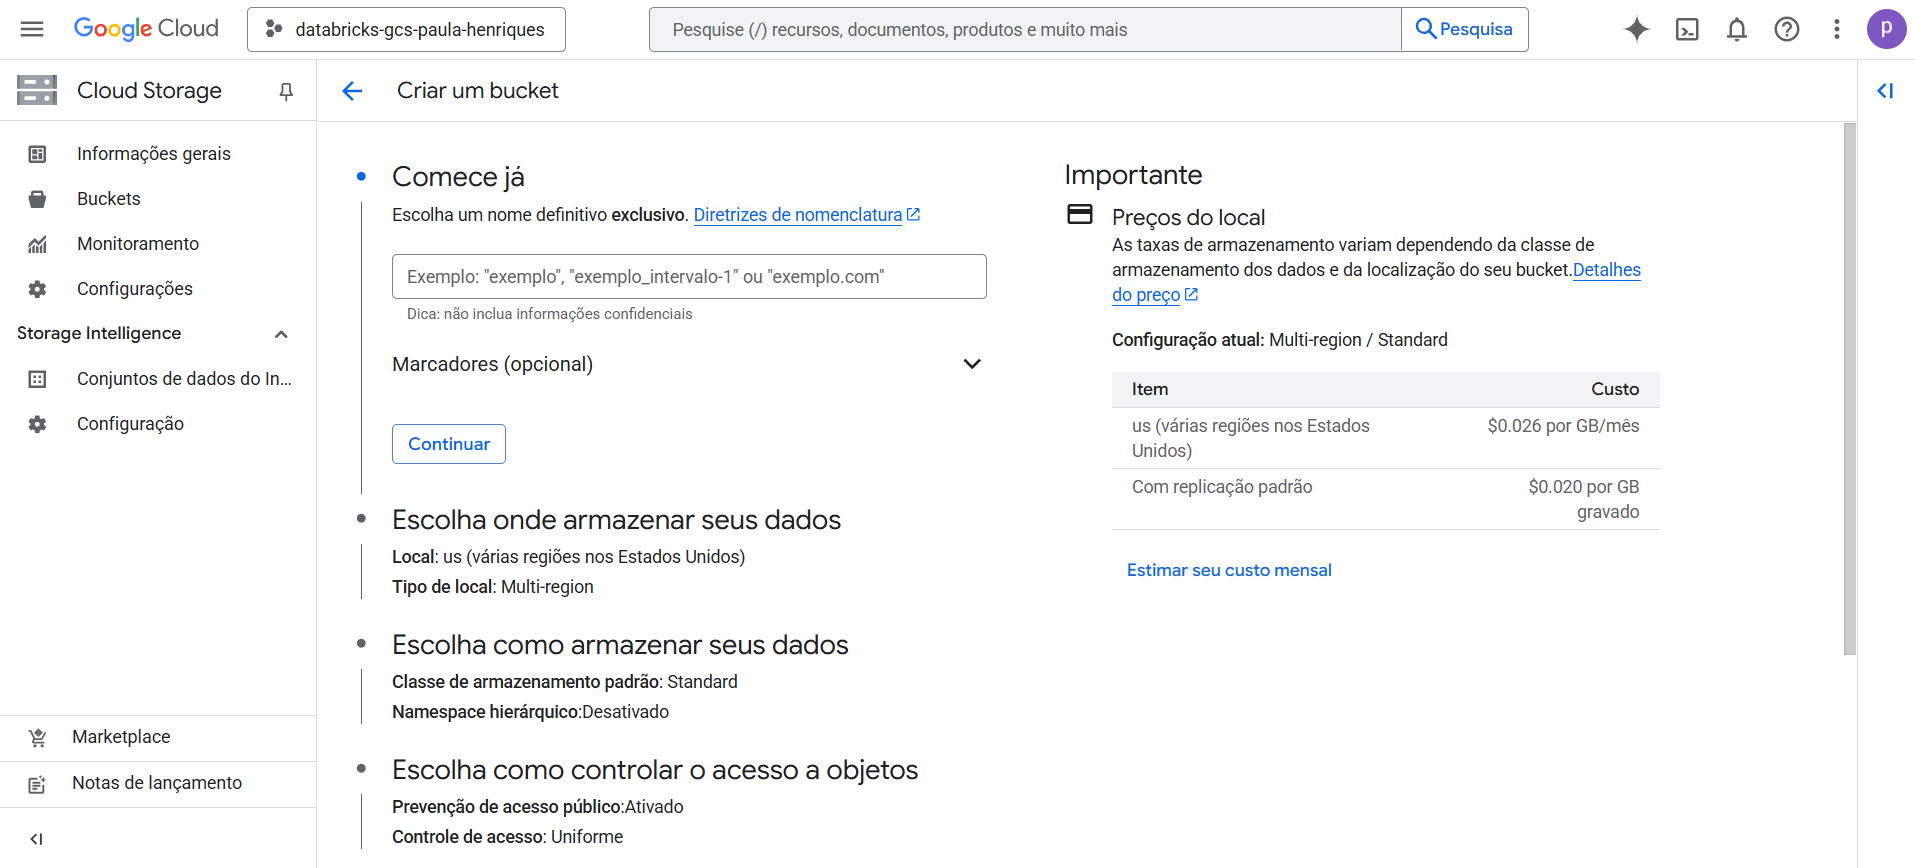 Google Cloud
databricks-gcs-paula-henriques
Pesquise (/) recursos, documentos, produtos e muito mais
Pesquisa
p
Cloud Storage
Informações gerais
Buckets
Monitoramento
Configurações
Storage Intelligence
Conjuntos de dados do In...
Configuração
Marketplace
Notas de lançamento
Criar um bucket
Comece já
Escolha um nome definitivo exclusivo. Diretrizes de nomenclatura
Exemplo: "exemplo", "exemplo_intervalo-1" ou "exemplo.com"
Dica: não inclua informações confidenciais
Marcadores (opcional)
Continuar
Escolha onde armazenar seus dados
Local: us (várias regiões nos Estados Unidos)
Tipo de local: Multi-region
Escolha como armazenar seus dados
Classe de armazenamento padrão: Standard
Namespace hierárquico:Desativado
Escolha como controlar o acesso a objetos
Prevenção de acesso público:Ativado
Controle de acesso: Uniforme
Importante
Preços do local
As taxas de armazenamento variam dependendo da classe de
armazenamento dos dados e da localização do seu bucket.Detalhes
do preço
Configuração atual: Multi-region / Standard
Item Custo
us (várias regiões nos Estados $0.026 por GB/mês
Unidos)
Com replicação padrão $0.020 por GB
gravado
Estimar seu custo mensal